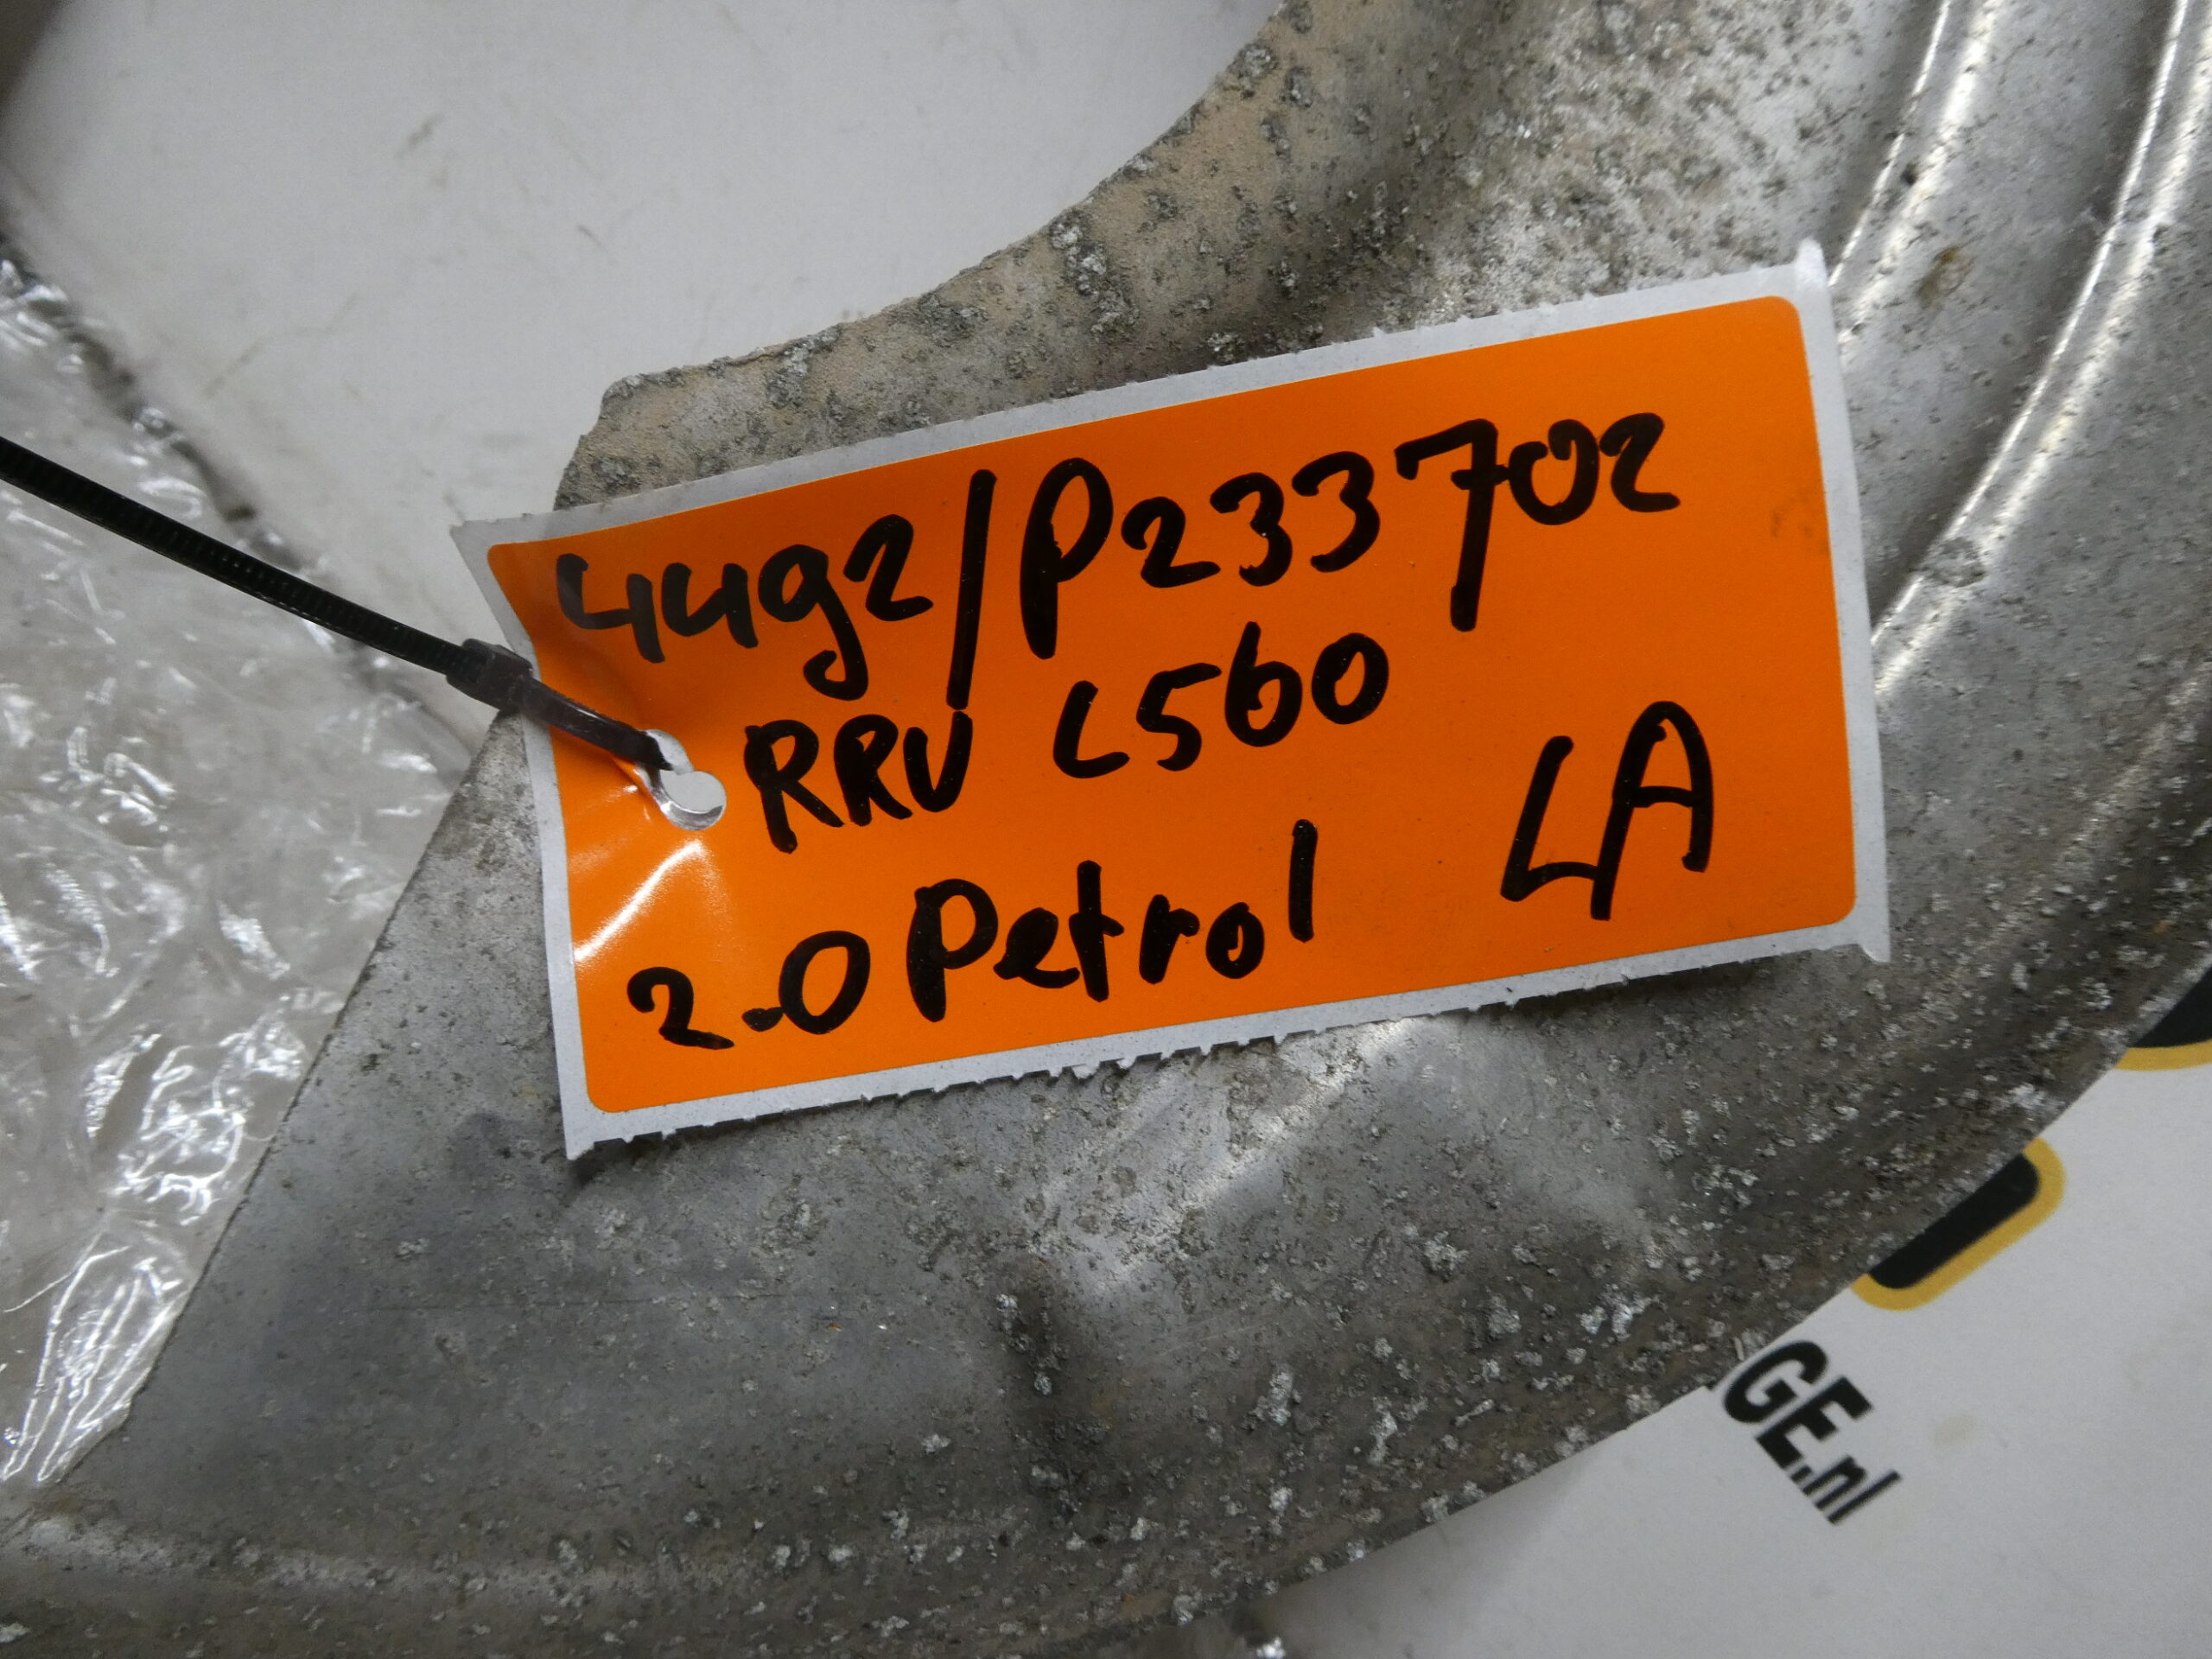 4492/P233702
RRV L560
2.0 Petrol LA
GE.nl